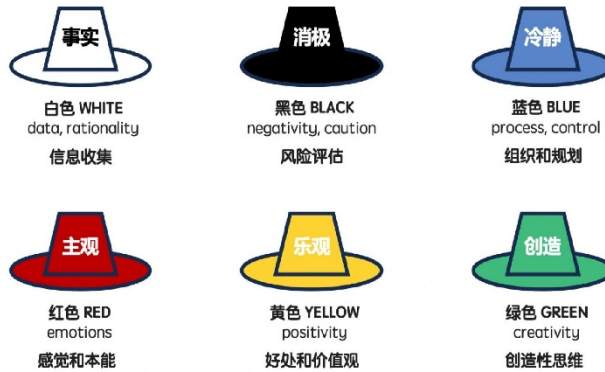 事实
消极
冷静
白色 WHITE
黑色 BLACK
蓝色 BLUE
data, rationality
negativity, caution
process, control
信息收集
风险评估
组织和规划
主观
乐观
创造
红色 RED
黄色 YELLOW
绿色 GREEN
emotions
positivity
creativity
感觉和本能
好处和价值观
创造性思维